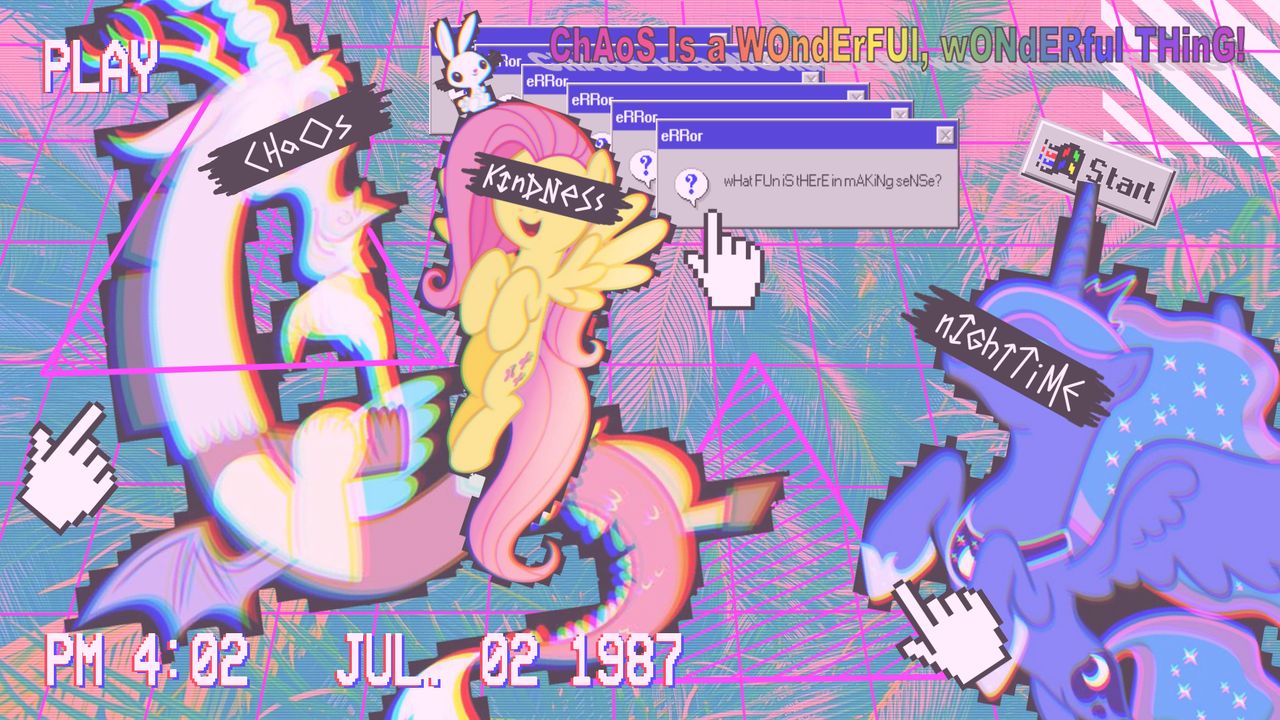 PLAY
ChAoS Is a WOndErFUl, wONdERful THinG!
rOr
eRRor
eRRor
eRRor
eRRor
wHat FUn iS tHErE in mAKiNg seNSe?
CHaOs
KInDNESs
Start
nIGhtTiME
PM 4:02 JUL. 02 1987